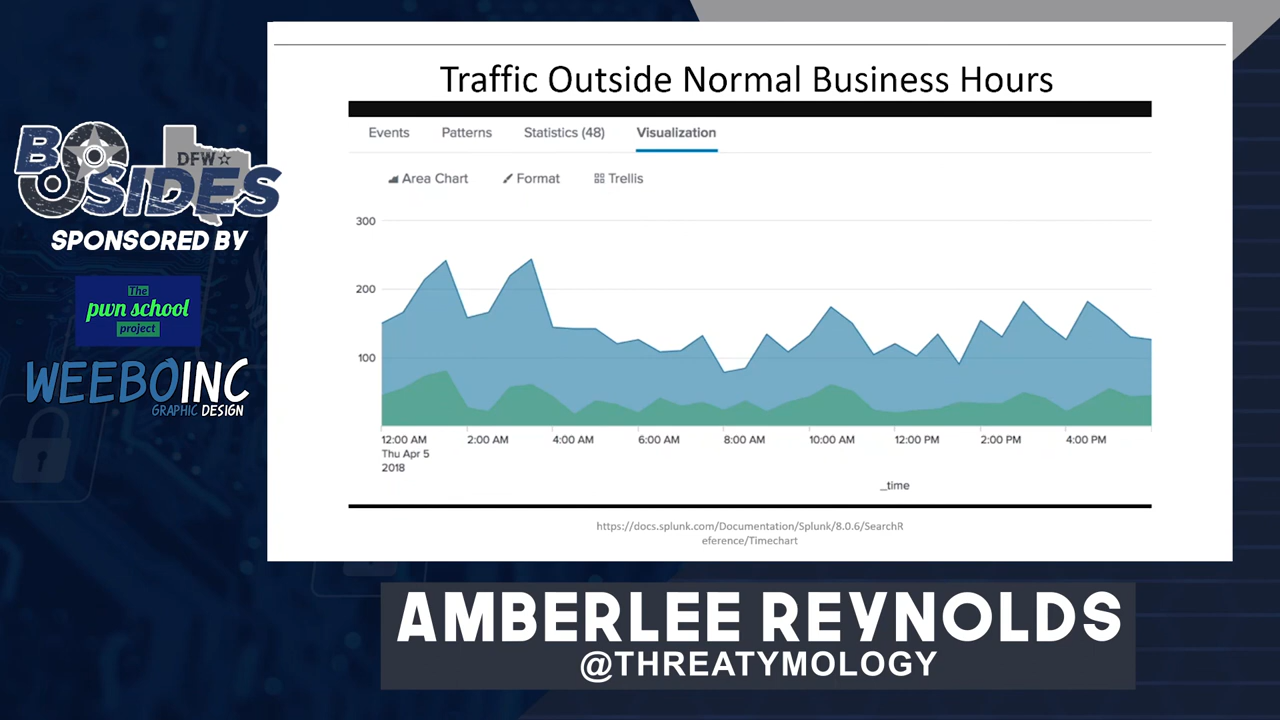 Traffic Outside Normal Business Hours
Events Patterns Statistics (48) Visualization
Area Chart Format Trellis
300
200
100
12:00 AM 2:00 AM 4:00 AM 6:00 AM 8:00 AM 10:00 AM 12:00 PM 2:00 PM 4:00 PM
Thu Apr 5
2018
_time
https://docs.splunk.com/Documentation/Splunk/8.0.6/SearchR
eference/Timechart
BSIDES
DFW
SPONSORED BY
The
pwn school
project
WEEBOINC
GRAPHIC DESIGN
AMBERLEE REYNOLDS
@THREATYMOLOGY